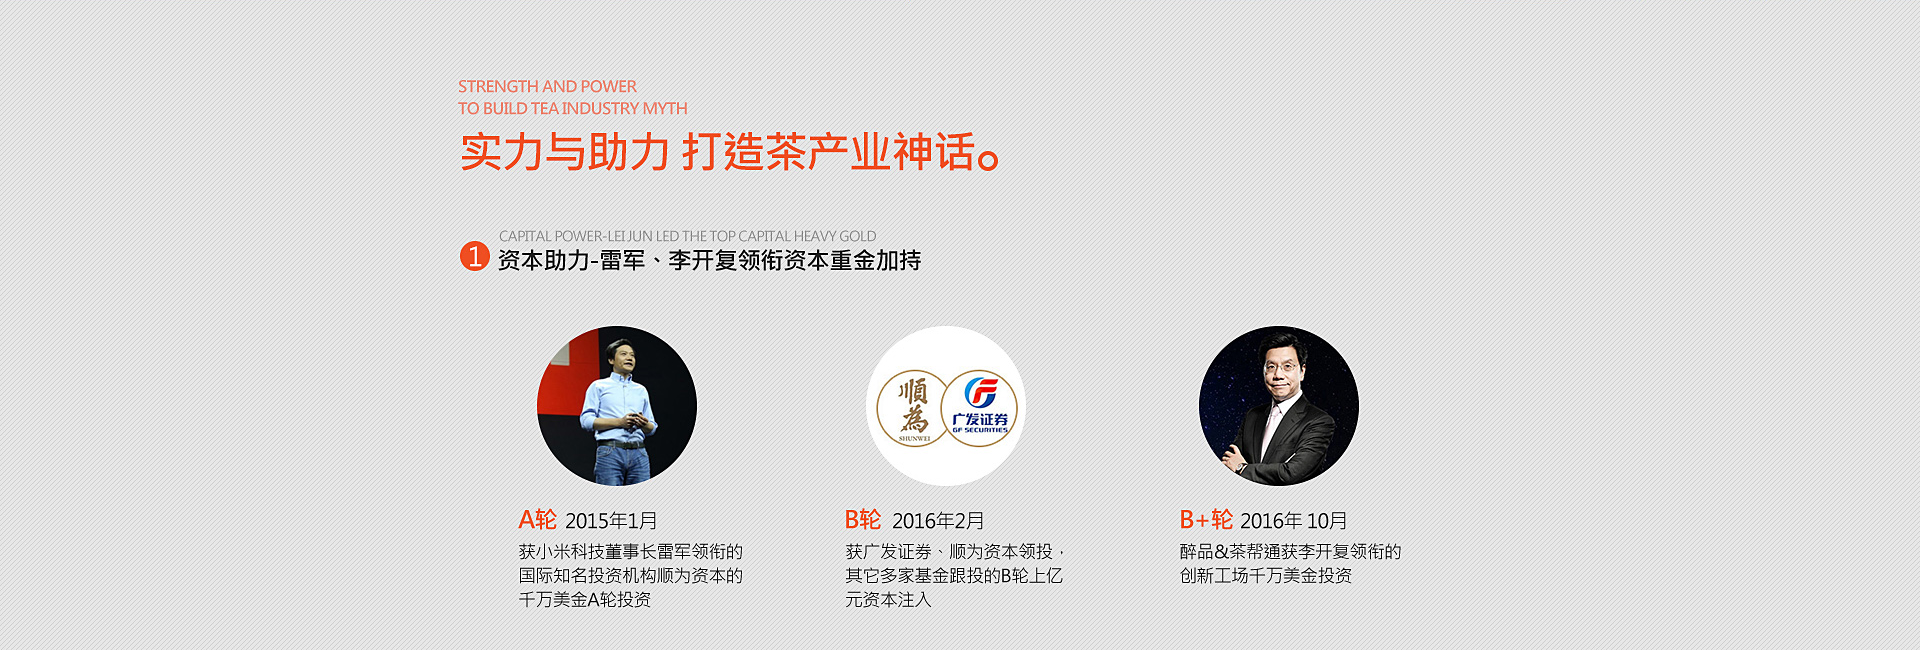 STRENGTH AND POWER
TO BUILD TEA INDUSTRY MYTH
实力与助力 打造茶产业神话。
CAPITAL POWER-LEI JUN LED THE TOP CAPITAL HEAVY GOLD
1 资本助力-雷军、李开复领衔资本重金加持
順為
SHUNWEI
广发证券
GF SECURITIES
A轮 2015年1月
获小米科技董事长雷军领衔的
国际知名投资机构顺为资本的
千万美金A轮投资
B轮 2016年2月
获广发证券、顺为资本领投，
其它多家基金跟投的B轮上亿
元资本注入
B+轮 2016年 10月
醉品&茶帮通获李开复领衔的
创新工场千万美金投资